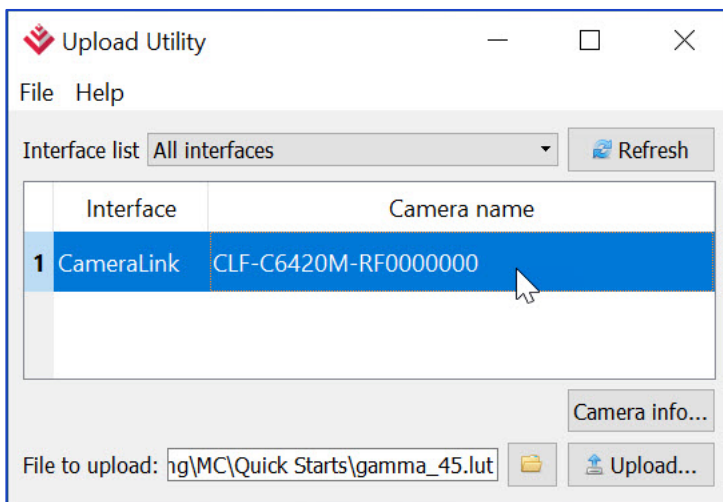 Upload Utility
File Help
Interface list All interfaces Refresh
Interface Camera name
1 CameraLink CLF-C6420M-RF0000000
Camera info...
File to upload: ng\MC\Quick Starts\gamma_45.lut Upload...